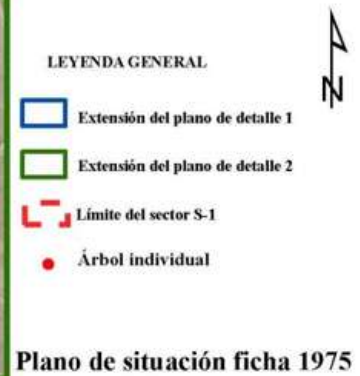 N
LEYENDA GENERAL
Extensión del plano de detalle 1
Extensión del plano de detalle 2
Límite del sector S-1
Árbol individual
Plano de situación ficha 1975